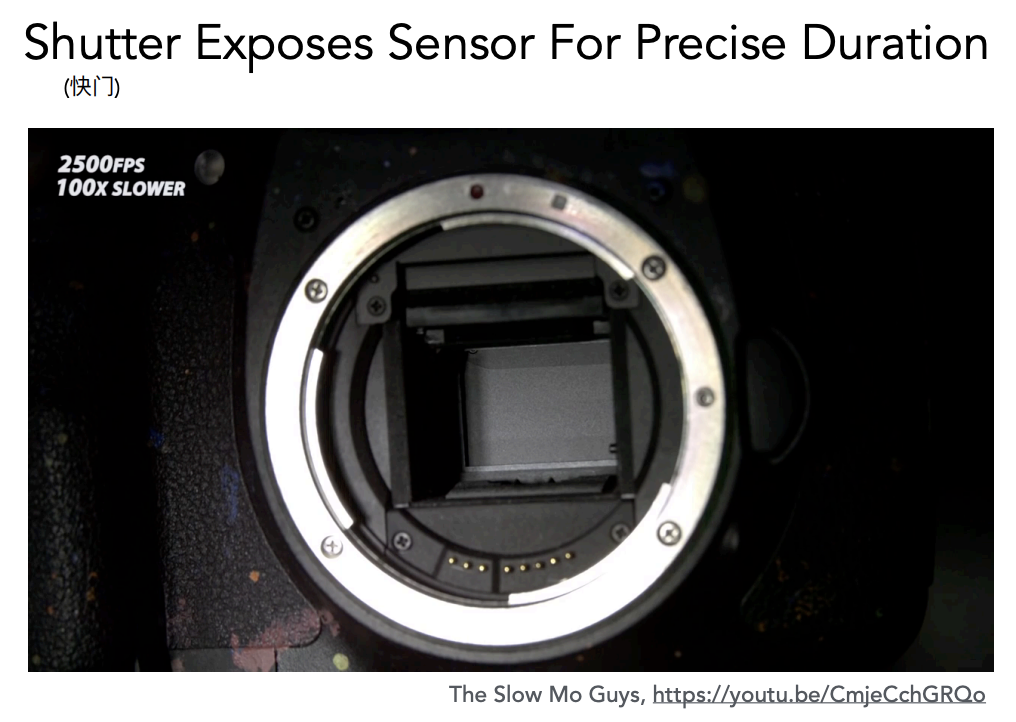 Shutter Exposes Sensor For Precise Duration
(快门)
2500FPS
100X SLOWER
The Slow Mo Guys, https://youtu.be/CmjeCchGRQo